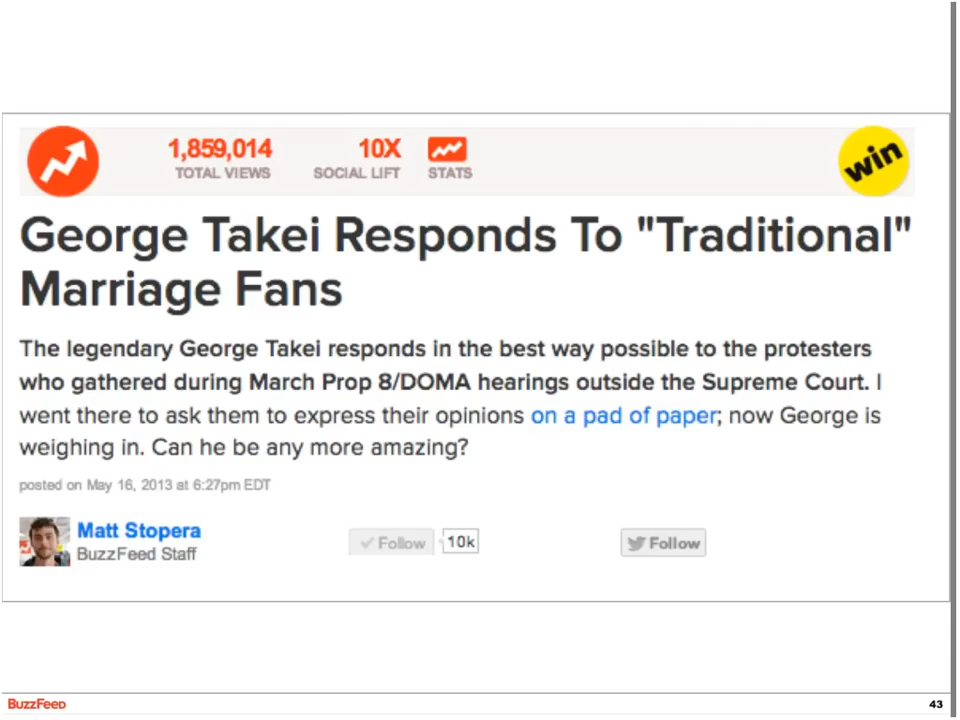 1,859,014 10X
TOTAL VIEWS SOCIAL LIFT STATS
win
George Takei Responds To "Traditional"
Marriage Fans
The legendary George Takei responds in the best way possible to the protesters
who gathered during March Prop 8/DOMA hearings outside the Supreme Court. I
went there to ask them to express their opinions on a pad of paper; now George is
weighing in. Can he be any more amazing?
posted on May 16, 2013 at 6:27pm EDT
Matt Stopera
BuzzFeed Staff
Follow 10k
Follow
BuzzFeed 43